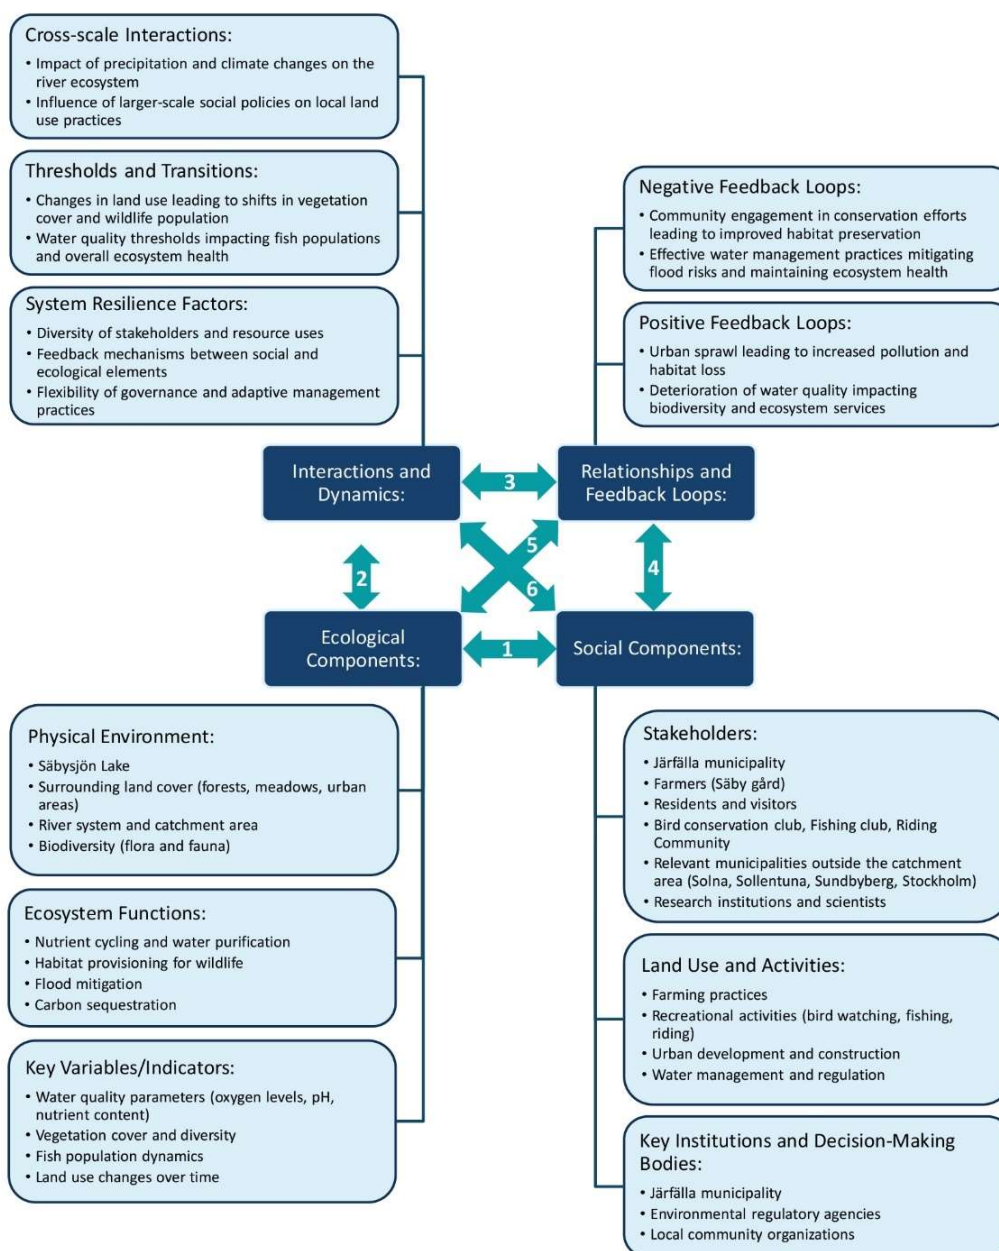 Cross-scale Interactions:
• Impact of precipitation and climate changes on the
river ecosystem
• Influence of larger-scale social policies on local land
use practices
Thresholds and Transitions:
• Changes in land use leading to shifts in vegetation
cover and wildlife population
• Water quality thresholds impacting fish populations
and overall ecosystem health
System Resilience Factors:
• Diversity of stakeholders and resource uses
• Feedback mechanisms between social and
ecological elements
• Flexibility of governance and adaptive management
practices
Negative Feedback Loops:
• Community engagement in conservation efforts
leading to improved habitat preservation
• Effective water management practices mitigating
flood risks and maintaining ecosystem health
Positive Feedback Loops:
• Urban sprawl leading to increased pollution and
habitat loss
• Deterioration of water quality impacting
biodiversity and ecosystem services
Interactions and
Dynamics:
3
Relationships and
Feedback Loops:
2
5
6
4
Ecological
Components:
1
Social Components:
Physical Environment:
• Säbysjön Lake
• Surrounding land cover (forests, meadows, urban
areas)
• River system and catchment area
• Biodiversity (flora and fauna)
Ecosystem Functions:
• Nutrient cycling and water purification
• Habitat provisioning for wildlife
• Flood mitigation
• Carbon sequestration
Key Variables/Indicators:
• Water quality parameters (oxygen levels, pH,
nutrient content)
• Vegetation cover and diversity
• Fish population dynamics
• Land use changes over time
Stakeholders:
• Järfälla municipality
• Farmers (Säby gård)
• Residents and visitors
• Bird conservation club, Fishing club, Riding
Community
• Relevant municipalities outside the catchment
area (Solna, Sollentuna, Sundbyberg, Stockholm)
• Research institutions and scientists
Land Use and Activities:
• Farming practices
• Recreational activities (bird watching, fishing,
riding)
• Urban development and construction
• Water management and regulation
Key Institutions and Decision-Making
Bodies:
• Järfälla municipality
• Environmental regulatory agencies
• Local community organizations